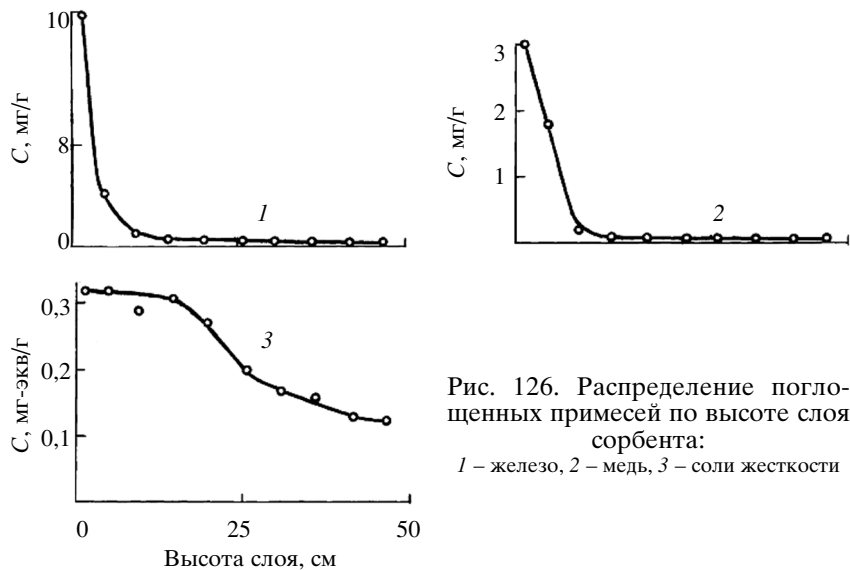 10
8
0
C, мг/г
1
3
2
1
C, мг/г
2
0,3
0,2
0,1
C, мг-экв/г
3
0
25
50
Высота слоя, см
Рис. 126. Распределение погло-
щенных примесей по высоте слоя
сорбента:
1 – железо, 2 – медь, 3 – соли жесткости